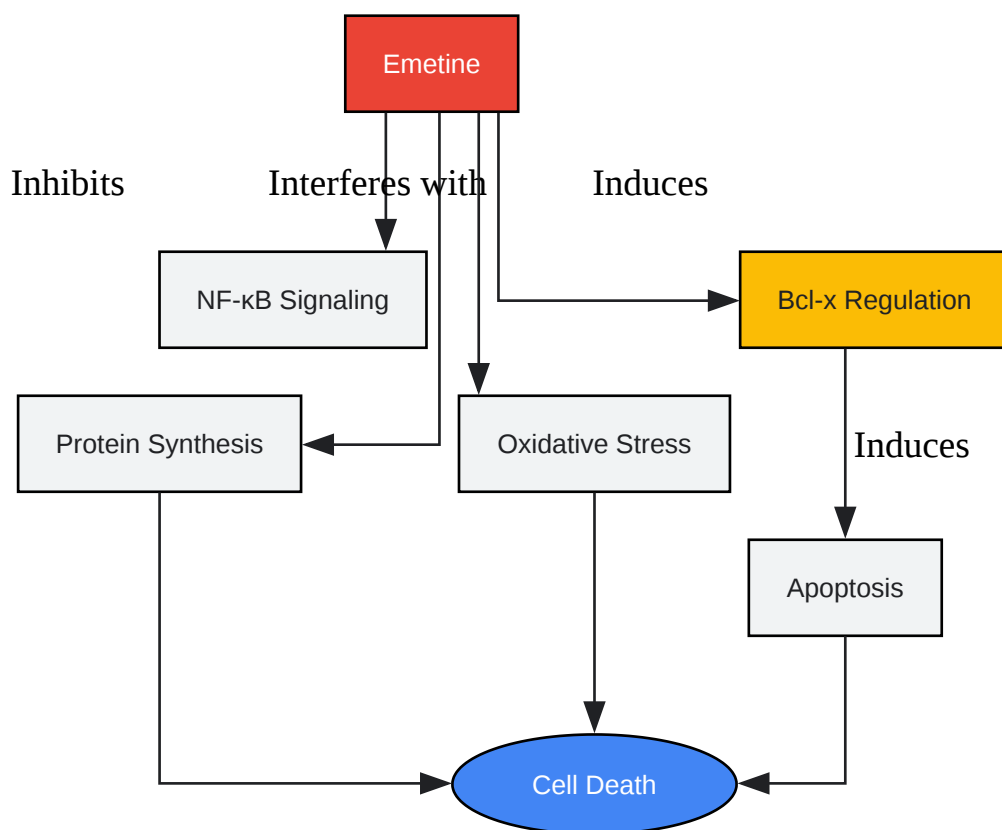 Emetine
Inhibits
Interferes with
Induces
NF-κB Signaling
Bcl-x Regulation
Protein Synthesis
Oxidative Stress
Induces
Apoptosis
Cell Death